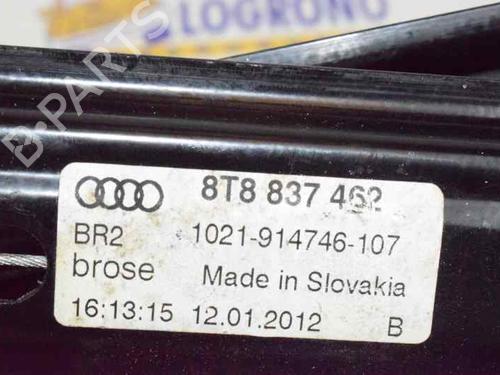 LOGROÑO
8T8 837 462
BR2 1021-914746-107
brose Made in Slovakia
16:13:15 12.01.2012 B
B-PARTS